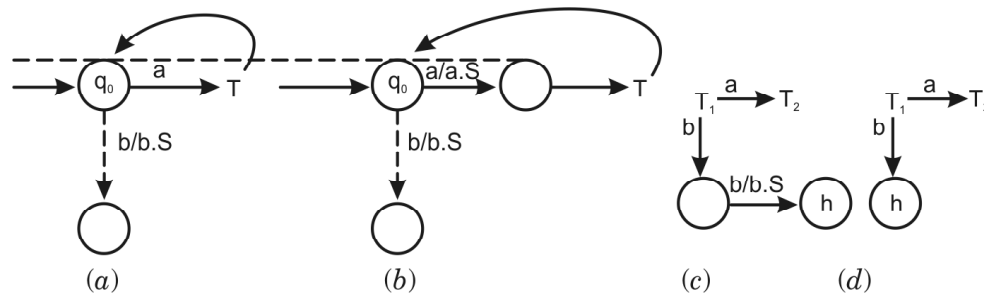 q₀ a T
b/b.S
q₀ a/a.S T
b/b.S
T₁ a T₂
b
b/b.S h
T₁ a
b
h
(a) (b) (c) (d)